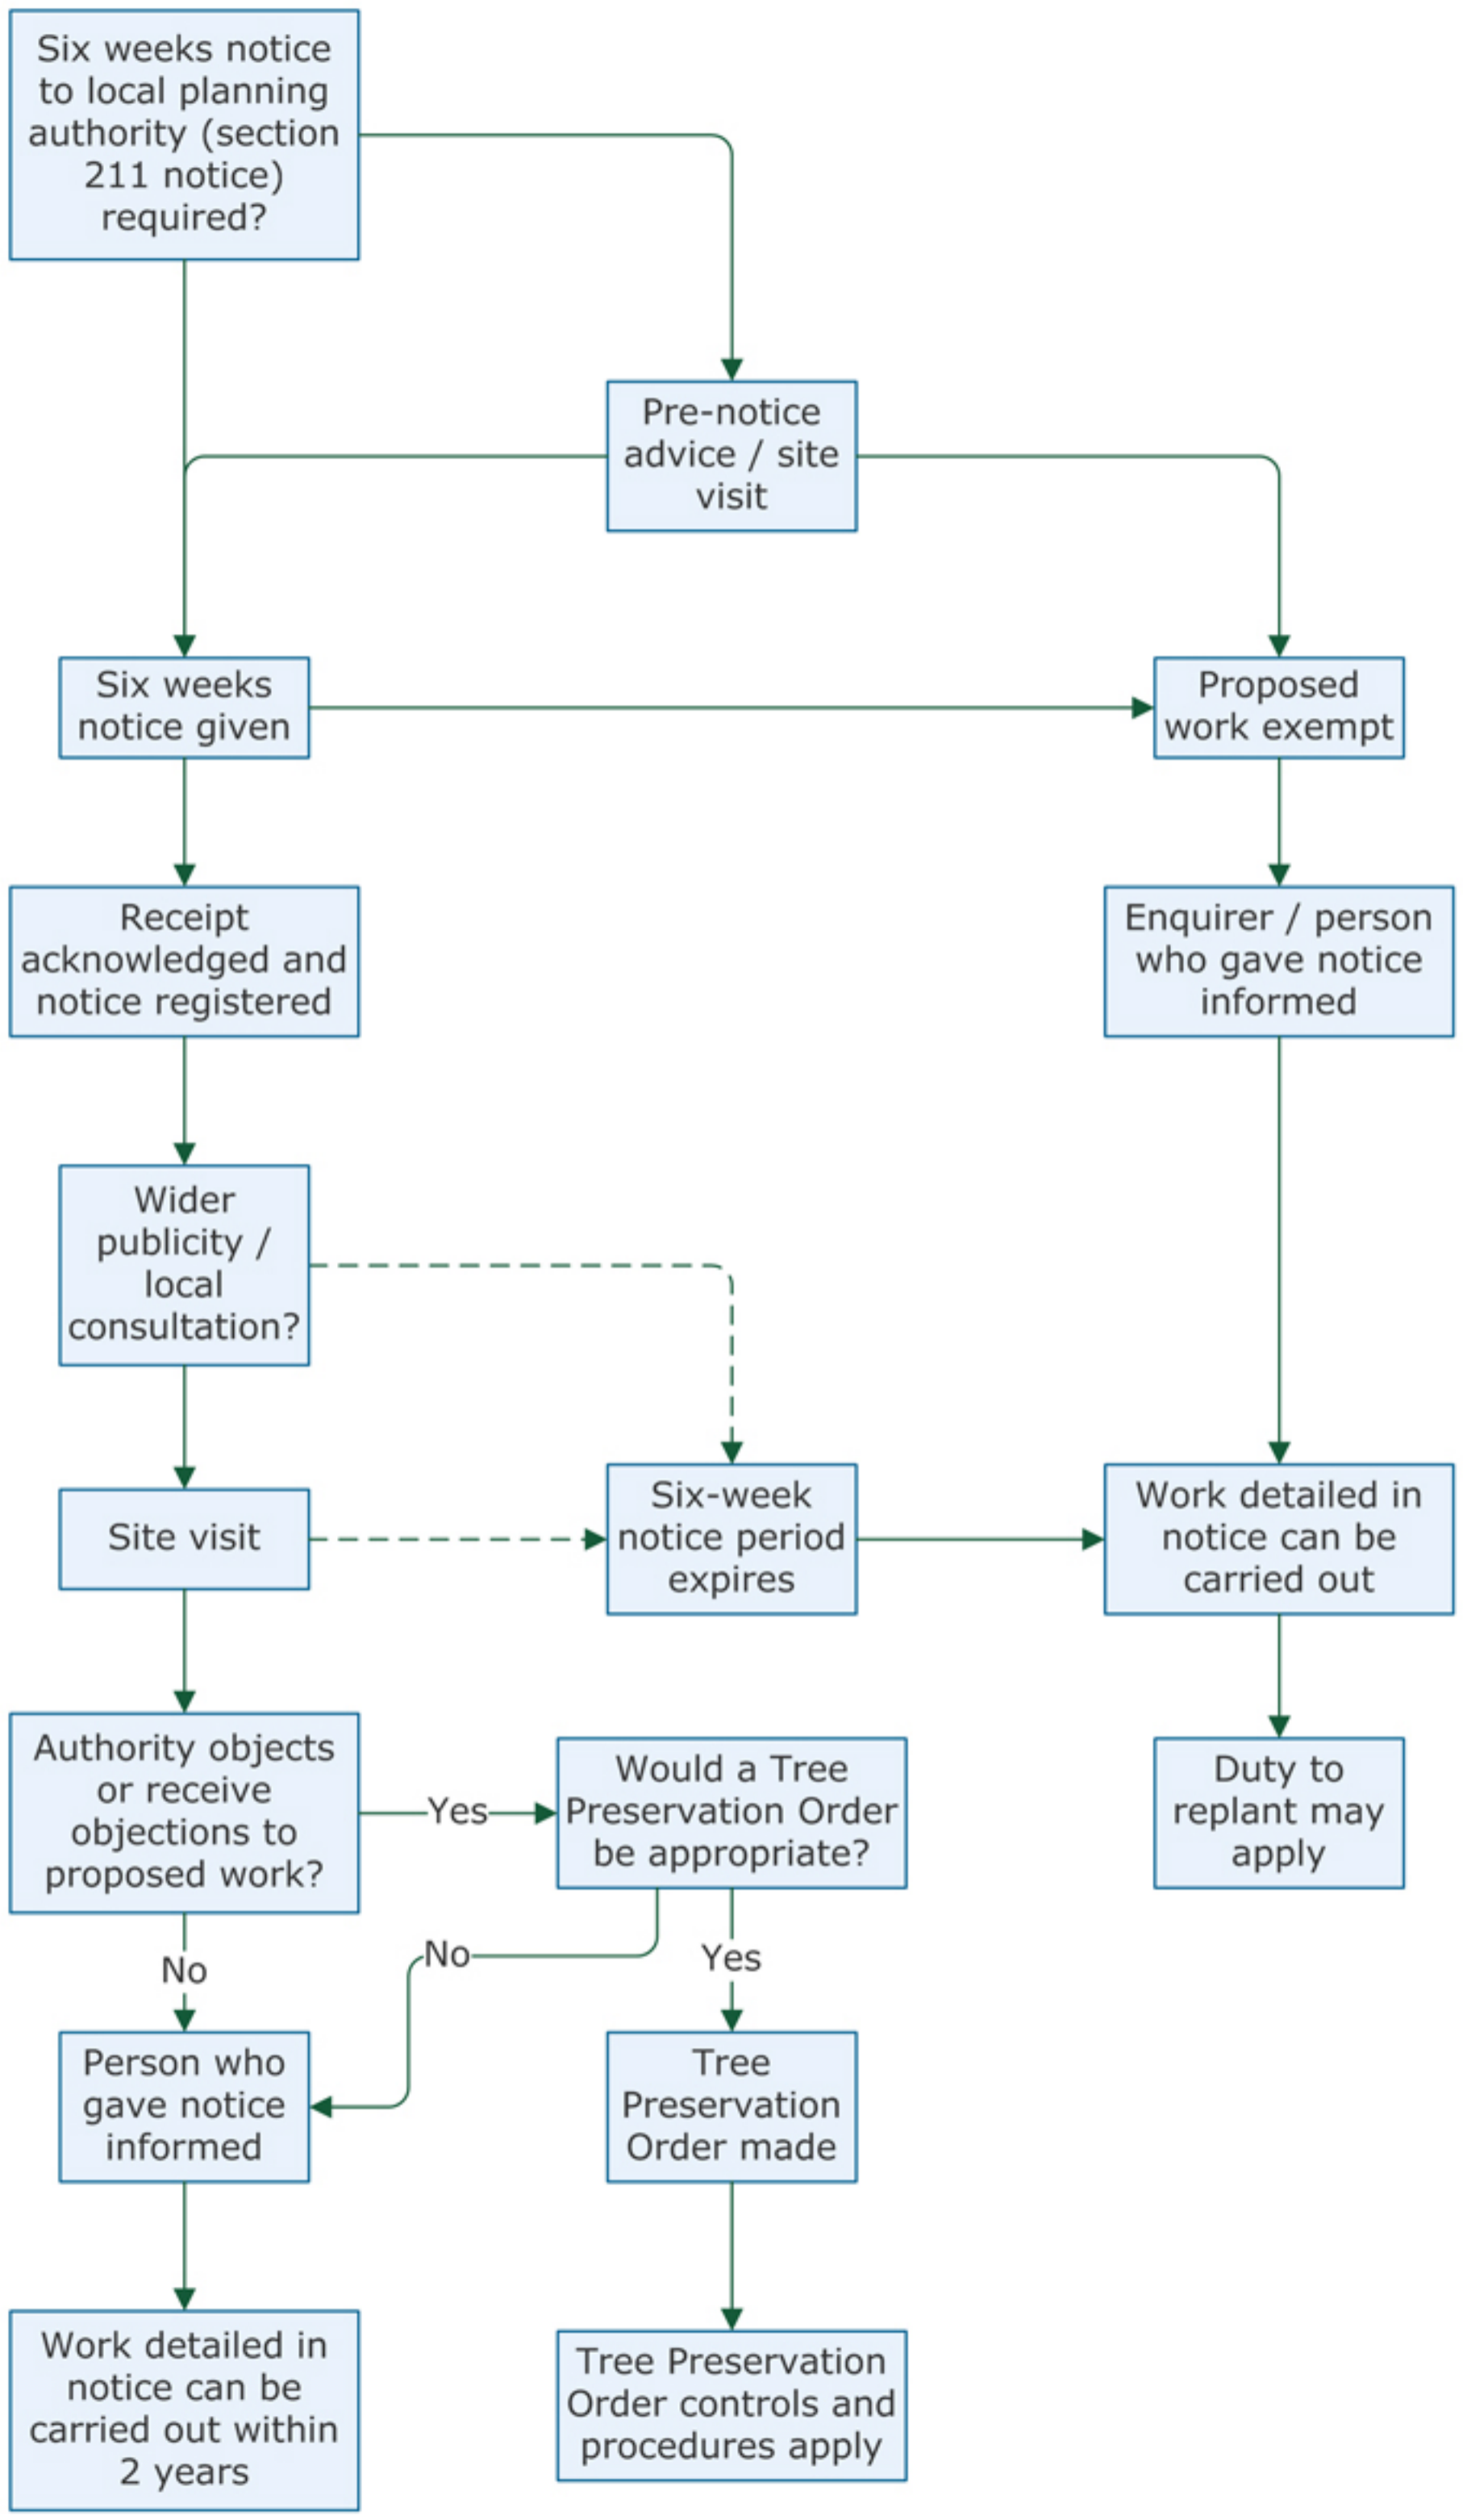 Six weeks notice
to local planning
authority (section
211 notice)
required?
Pre-notice
advice / site
visit
Six weeks
notice given
Proposed
work exempt
Receipt
acknowledged and
notice registered
Enquirer / person
who gave notice
informed
Wider
publicity /
local
consultation?
Site visit
Six-week
notice period
expires
Work detailed in
notice can be
carried out
Authority objects
or receive
objections to
proposed work?
Yes
Would a Tree
Preservation Order
be appropriate?
Duty to
replant may
apply
No
No
Yes
Person who
gave notice
informed
Tree
Preservation
Order made
Work detailed in
notice can be
carried out within
2 years
Tree Preservation
Order controls and
procedures apply